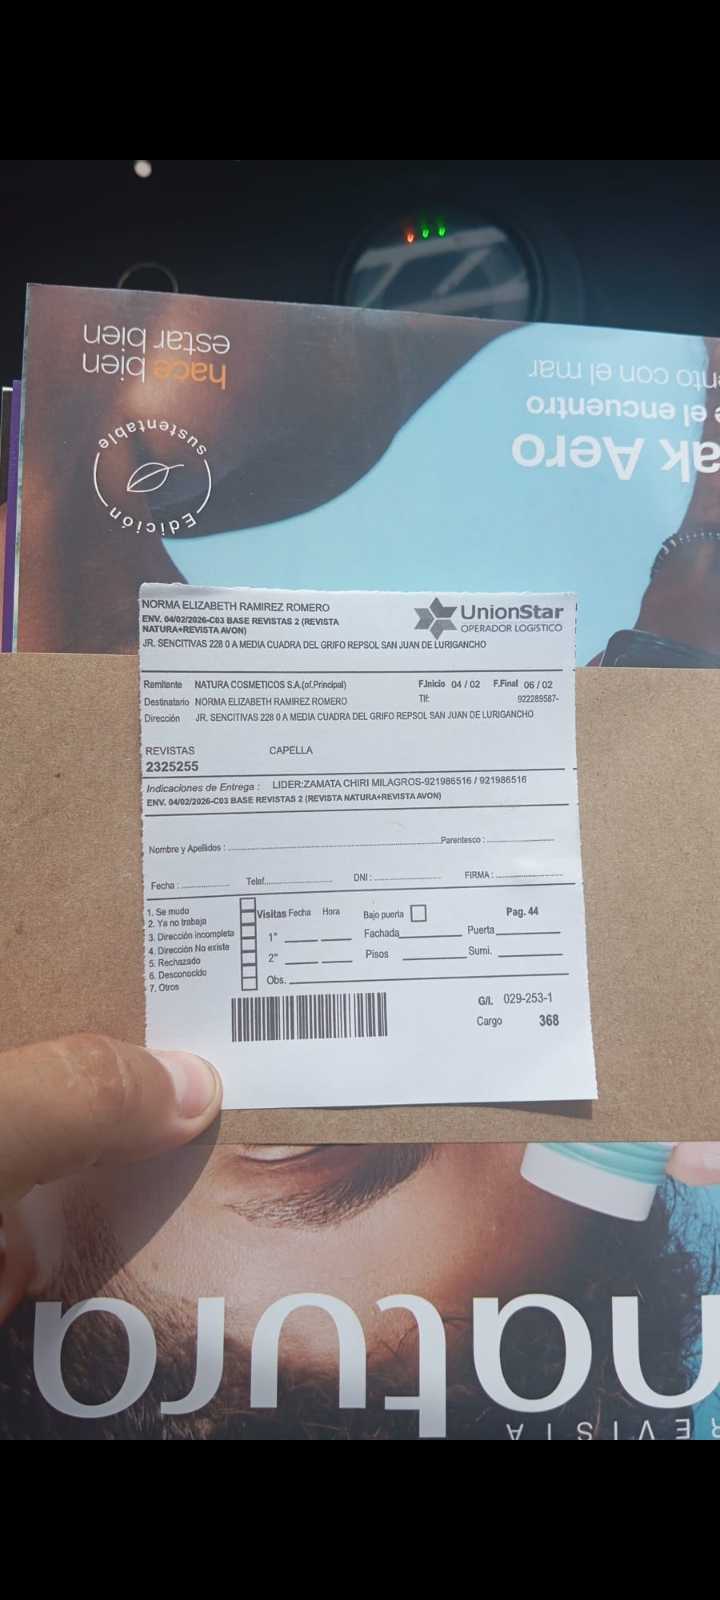 hace bien
estar bien
Edición sustentable
ak Aero
el encuentro
con el mar
NORMA ELIZABETH RAMIREZ ROMERO
ENV. 04/02/2026-C03 BASE REVISTAS 2 (REVISTA
NATURA+REVISTA AVON)
JR. SENCITIVAS 228 0 A MEDIA CUADRA DEL GRIFO REPSOL SAN JUAN DE LURIGANCHO
UnionStar
OPERADOR LOGÍSTICO
Remitente NATURA COSMETICOS S.A.(of.Principal) F.Inicio 04 / 02 F.Final 06 / 02
Destinatario NORMA ELIZABETH RAMIREZ ROMERO Tlf: 922289587-
Dirección JR. SENCITIVAS 228 0 A MEDIA CUADRA DEL GRIFO REPSOL SAN JUAN DE LURIGANCHO
REVISTAS CAPELLA
2325255
Indicaciones de Entrega : LIDER:ZAMATA CHIRI MILAGROS-921986516 / 921986516
ENV. 04/02/2026-C03 BASE REVISTAS 2 (REVISTA NATURA+REVISTA AVON)
Nombre y Apellidos : Parentesco :
Fecha : Telef. DNI : FIRMA :
1. Se mudo
2. Ya no trabaja
3. Dirección incompleta
4. Dirección No existe
5. Rechazado
6. Desconocido
7. Otros
Visitas Fecha Hora Bajo puerta Pag. 44
1° Fachada Puerta
2° Pisos Sumi.
Obs.
G/I. 029-253-1
Cargo 368
natura
REVISTA